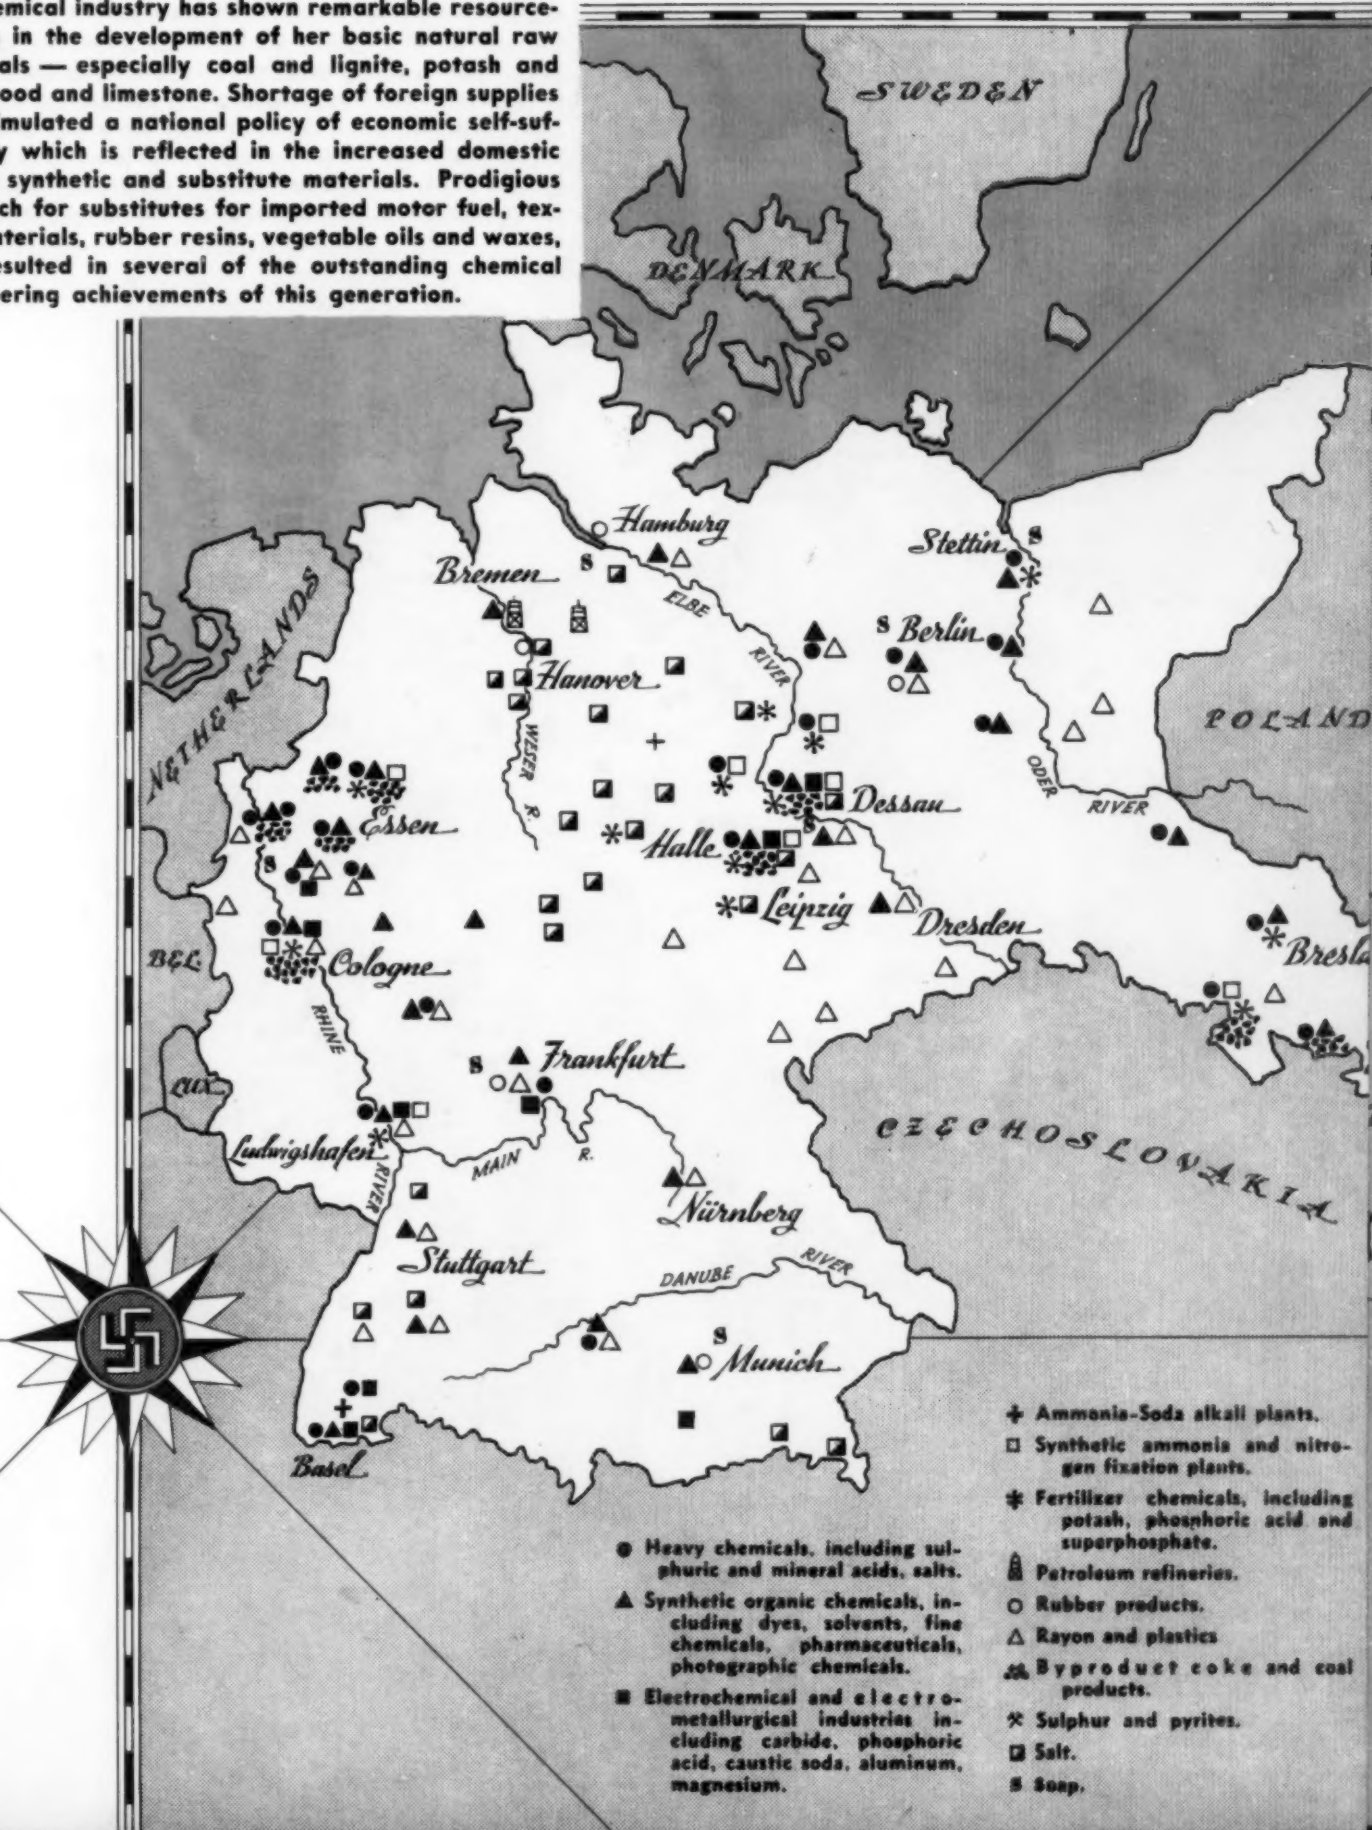 emical industry has shown remarkable resource-
in the development of her basic natural raw
als — especially coal and lignite, potash and
ood and limestone. Shortage of foreign supplies
mulated a national policy of economic self-suf-
y which is reflected in the increased domestic
synthetic and substitute materials. Prodigious
ch for substitutes for imported motor fuel, tex-
terials, rubber resins, vegetable oils and waxes,
esulted in several of the outstanding chemical
ering achievements of this generation.
SWEDEN
DENMARK
Hamburg
Stettin
S
Bremen
S
ELBE
RIVER
S
Berlin
NETHERLANDS
Hanover
POLAND
WESER R.
ODER
RIVER
Dessau
Essen
S
Halle
S
Leipzig
Dresden
BEL.
Cologne
Bresla
RHINE
RIVER
Frankfurt
S
LUX.
CZECHOSLOVAKIA
Ludwigshafen
MAIN
R.
Nürnberg
Stuttgart
DANUBE
RIVER
S
Munich
Basel
Heavy chemicals, including sul-
phuric and mineral acids, salts.
Synthetic organic chemicals, in-
cluding dyes, solvents, fine
chemicals, pharmaceuticals,
photographic chemicals.
Electrochemical and electro-
metallurgical industries in-
cluding carbide, phosphoric
acid, caustic soda, aluminum,
magnesium.
Ammonia-Soda alkali plants.
Synthetic ammonia and nitro-
gen fixation plants.
Fertilizer chemicals, including
potash, phosphoric acid and
superphosphate.
Petroleum refineries.
Rubber products.
Rayon and plastics
Byproduct coke and coal
products.
Sulphur and pyrites.
Salt.
S Soap.